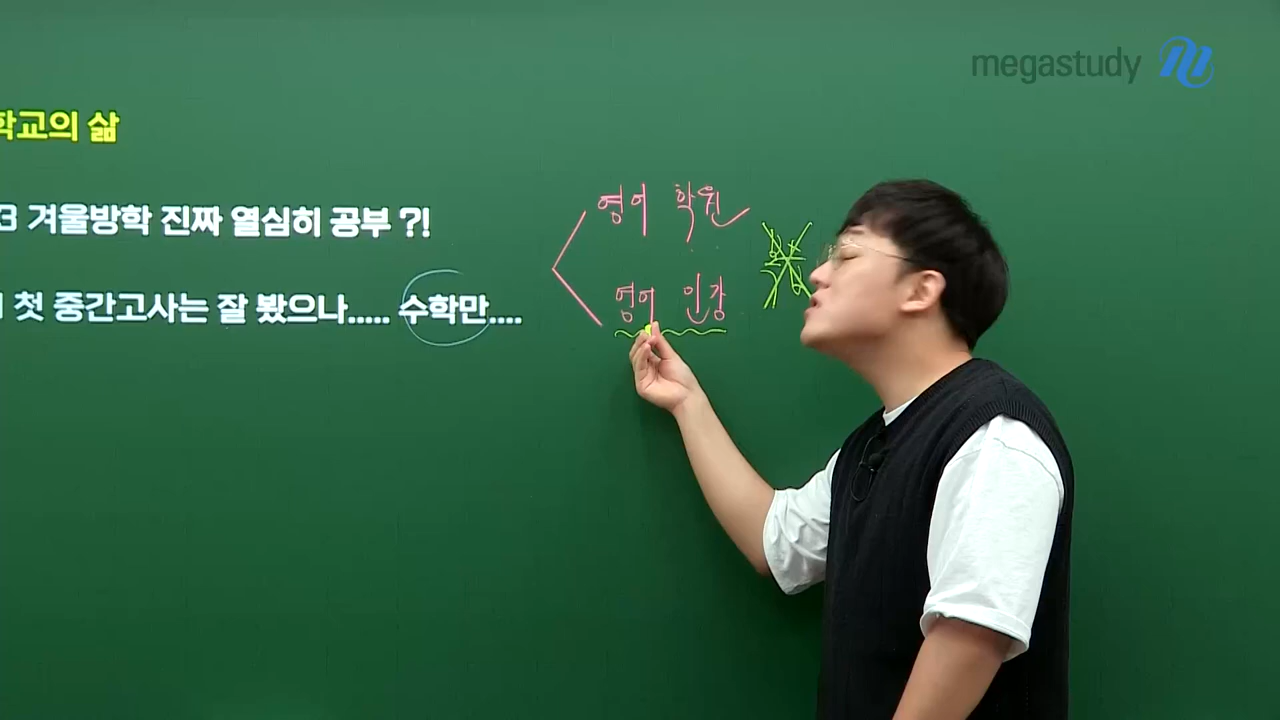 megastudy
학교의 삶
3 겨울방학 진짜 열심히 공부 ?!
첫 중간고사는 잘 봤으나..... 수학만....
영어 학원
영어 인강